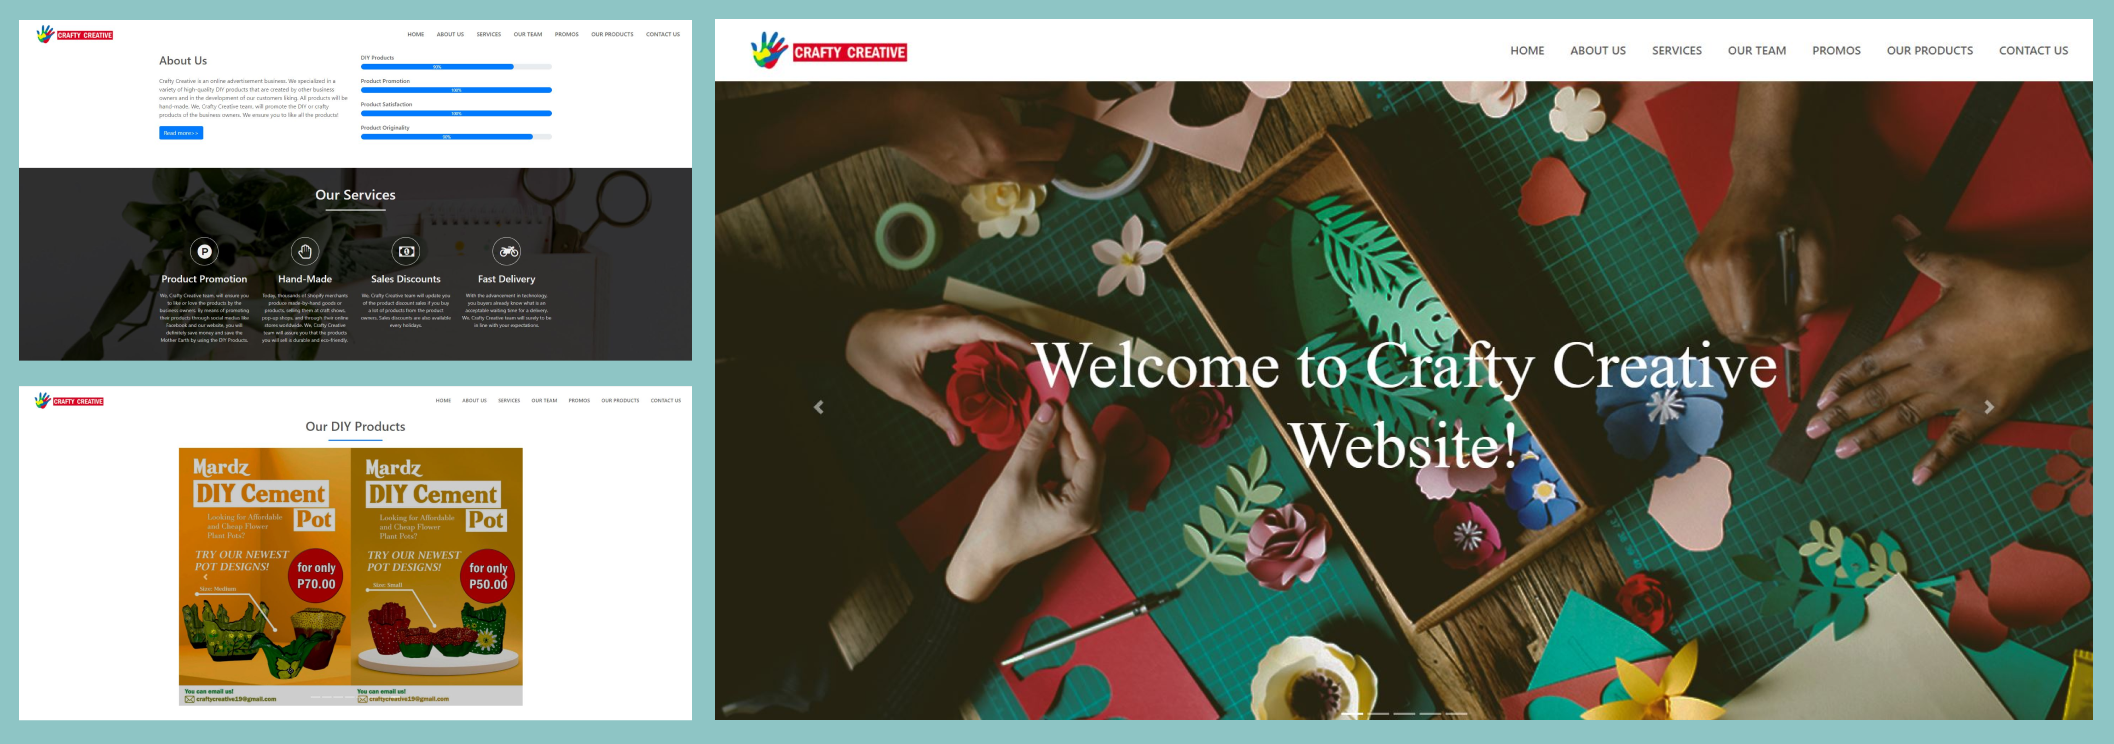 CRAFTY CREATIVE
HOME ABOUT US SERVICES OUR TEAM PROMOS OUR PRODUCTS CONTACT US
About Us
Crafty Creative is an online advertisement business. We specialized in a
variety of high-quality DIY products that are created by other business
owners and in the development of our customers liking. All products will be
hand-made. We, Crafty Creative team, will promote the DIY or crafty
products of the business owners. We ensure you to like all the products!
Read more>>
DIY Products
Product Promotion
100%
Product Satisfaction
100%
Product Originality
90%
Our Services
Product Promotion
We, Crafty Creative team, will ensure you
to like or love the products by the
business owners. By means of promoting
their products through social medias like
Facebook and our website, you will
definitely save money and save the
Mother Earth by using the DIY Products.
Hand-Made
Today, thousands of Shopify merchants
produce made-by-hand goods or
products, selling them at craft shows,
pop-up shops, and through their online
stores worldwide. We, Crafty Creative
team will assure you that the products
you will sell is durable and eco-friendly.
Sales Discounts
We, Crafty Creative team will update you
of the product discount sales if you buy
a lot of products from the product
owners. Sales discounts are also available
every holidays.
Fast Delivery
With the advancement in technology,
you buyers already know what is an
acceptable waiting time for a delivery.
We, Crafty Creative team will surely to be
in line with your expectations.
CRAFTY CREATIVE
HOME ABOUT US SERVICES OUR TEAM PROMOS OUR PRODUCTS CONTACT US
Our DIY Products
Mardz
DIY Cement
Pot
Looking for Affordable
and Cheap Flower
Plant Pots?
TRY OUR NEWEST
POT DESIGNS!
for only
P70.00
Size: Medium
You can email us!
craftycreative19@gmail.com
Mardz
DIY Cement
Pot
Looking for Affordable
and Cheap Flower
Plant Pots?
TRY OUR NEWEST
POT DESIGNS!
for only
P50.00
Size: Small
You can email us!
craftycreative19@gmail.com
CRAFTY CREATIVE
HOME ABOUT US SERVICES OUR TEAM PROMOS OUR PRODUCTS CONTACT US
Welcome to Crafty Creative
Website!